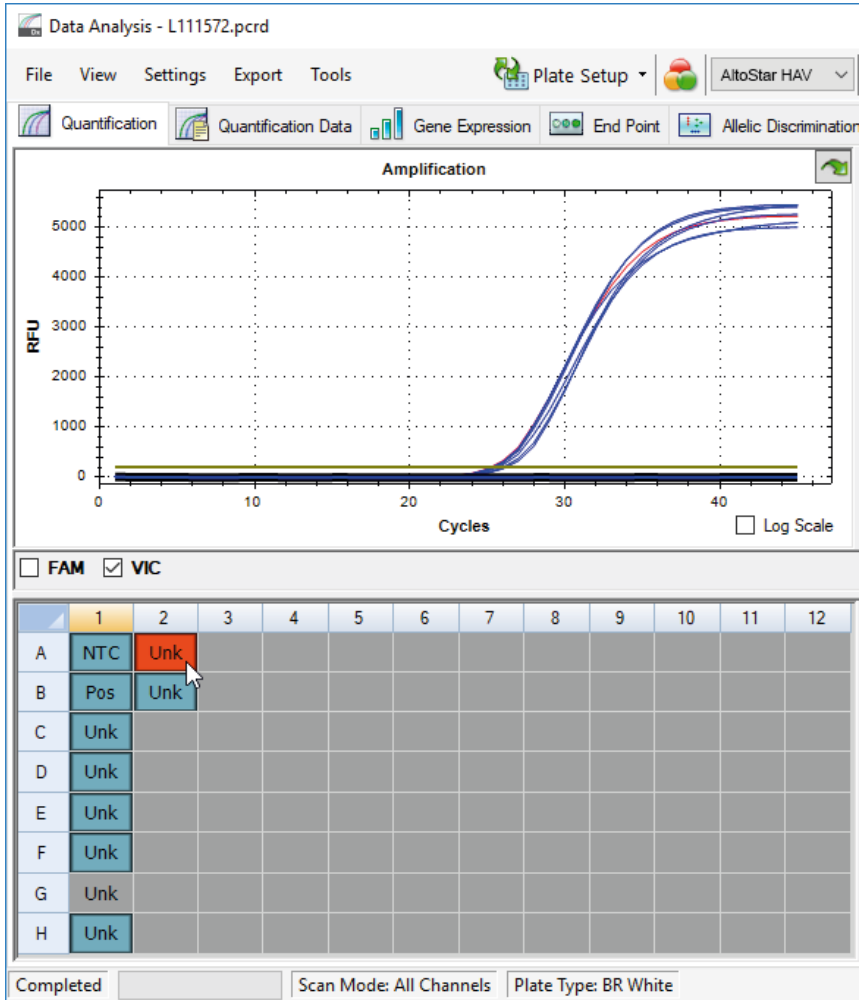 Data Analysis - L111572.pcrd
File View Settings Export Tools Plate Setup AltoStar HAV
Quantification Quantification Data Gene Expression End Point Allelic Discrimination
Amplification
5000
4000
3000
2000
1000
0
RFU
0 10 20 30 40
Cycles
Log Scale
FAM VIC
1 2 3 4 5 6 7 8 9 10 11 12
A NTC Unk
B Pos Unk
C Unk
D Unk
E Unk
F Unk
G Unk
H Unk
Completed Scan Mode: All Channels Plate Type: BR White